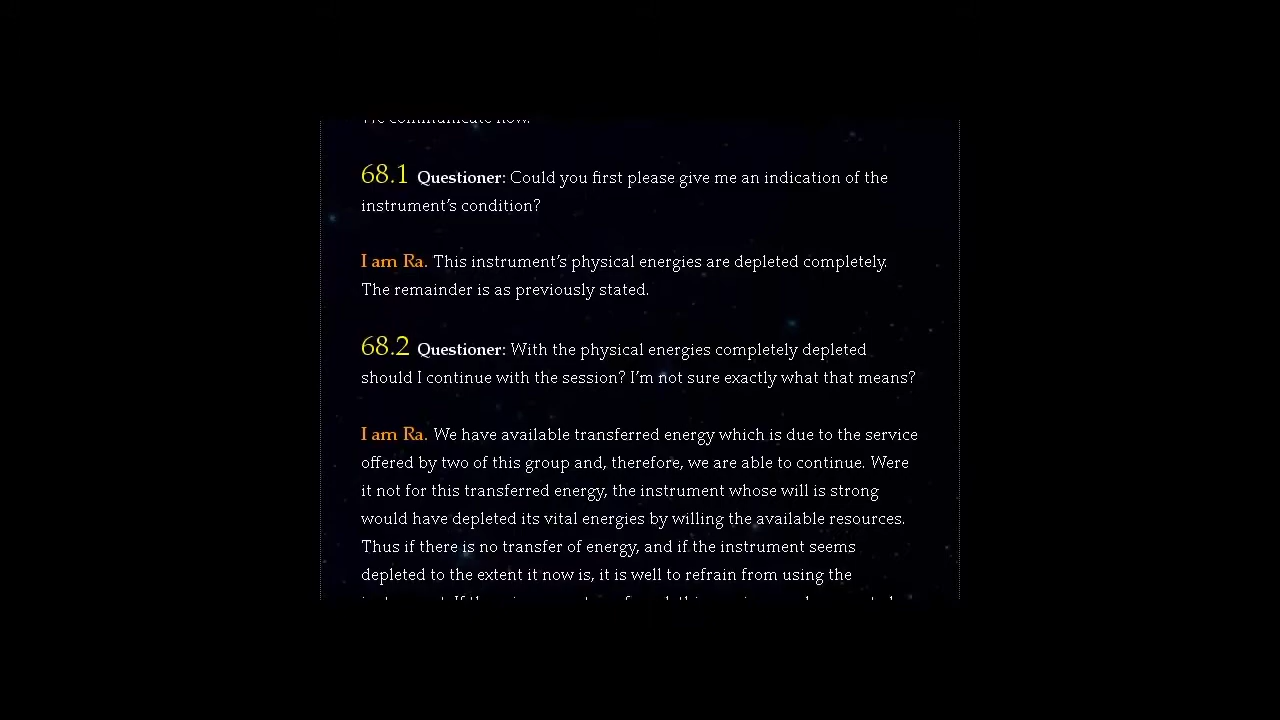 We communicate now.
68.1 Questioner: Could you first please give me an indication of the
instrument's condition?
I am Ra. This instrument's physical energies are depleted completely.
The remainder is as previously stated.
68.2 Questioner: With the physical energies completely depleted
should I continue with the session? I'm not sure exactly what that means?
I am Ra. We have available transferred energy which is due to the service
offered by two of this group and, therefore, we are able to continue. Were
it not for this transferred energy, the instrument whose will is strong
would have depleted its vital energies by willing the available resources.
Thus if there is no transfer of energy, and if the instrument seems
depleted to the extent it now is, it is well to refrain from using the